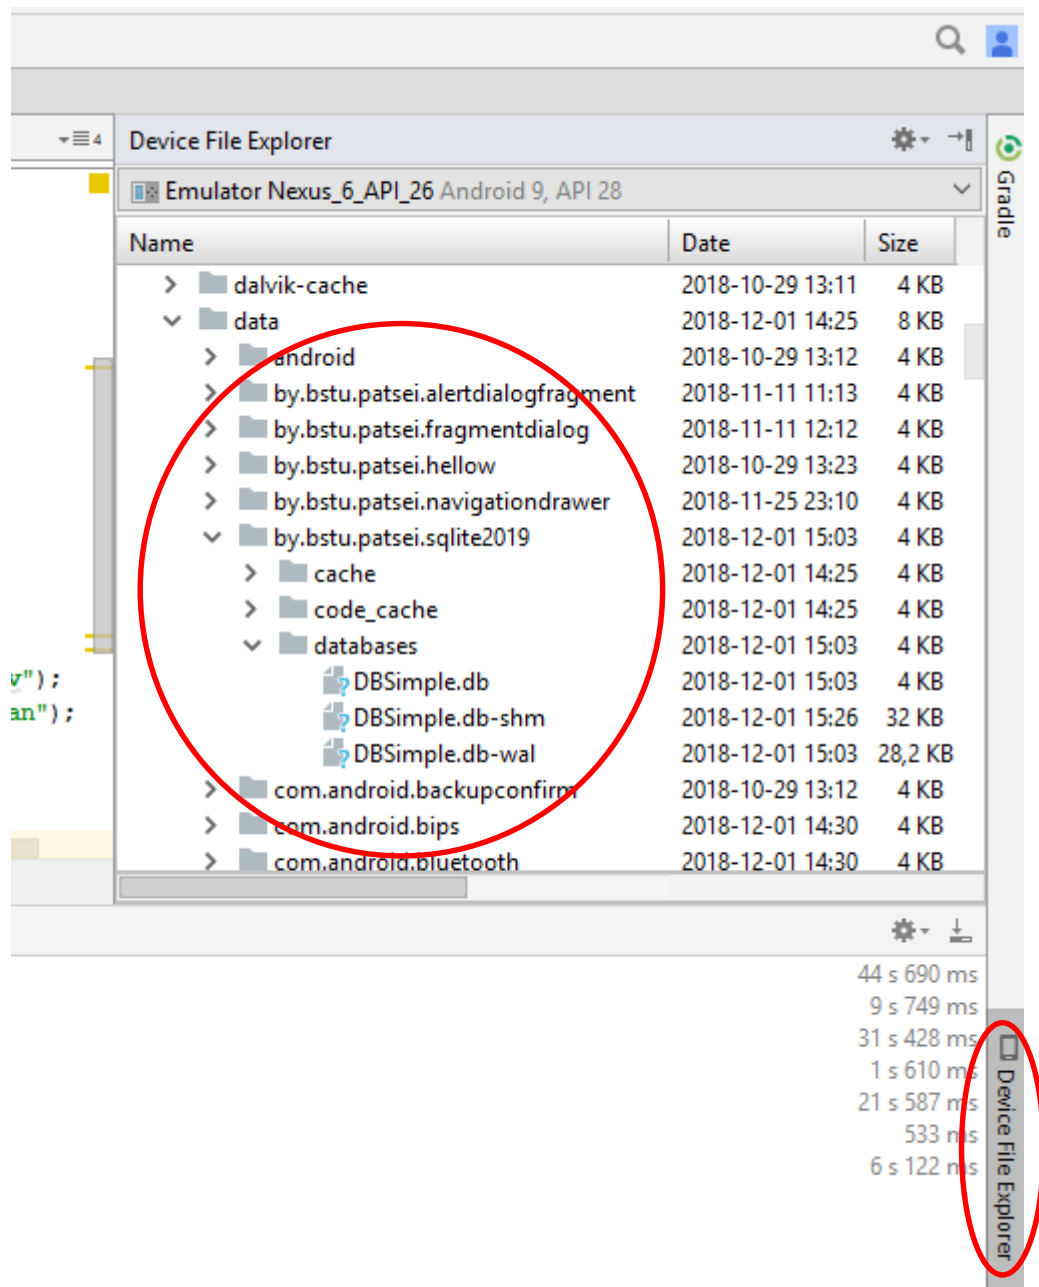 4
Device File Explorer
Gradle
Emulator Nexus_6_API_26 Android 9, API 28
Name Date Size
dalvik-cache 2018-10-29 13:11 4 KB
data 2018-12-01 14:25 8 KB
android 2018-10-29 13:12 4 KB
by.bstu.patsei.alertdialogfragment 2018-11-11 11:13 4 KB
by.bstu.patsei.fragmentdialog 2018-11-11 12:12 4 KB
by.bstu.patsei.hellow 2018-10-29 13:23 4 KB
by.bstu.patsei.navigationdrawer 2018-11-25 23:10 4 KB
by.bstu.patsei.sqlite2019 2018-12-01 15:03 4 KB
cache 2018-12-01 14:25 4 KB
code_cache 2018-12-01 14:25 4 KB
databases 2018-12-01 15:03 4 KB
v"); DBSimple.db 2018-12-01 15:03 4 KB
an"); DBSimple.db-shm 2018-12-01 15:26 32 KB
DBSimple.db-wal 2018-12-01 15:03 28,2 KB
com.android.backupconfirm 2018-10-29 13:12 4 KB
com.android.bips 2018-12-01 14:30 4 KB
com.android.bluetooth 2018-12-01 14:30 4 KB
44 s 690 ms
9 s 749 ms
31 s 428 ms
1 s 610 ms
21 s 587 ms
533 ms
6 s 122 ms
Device File Explorer